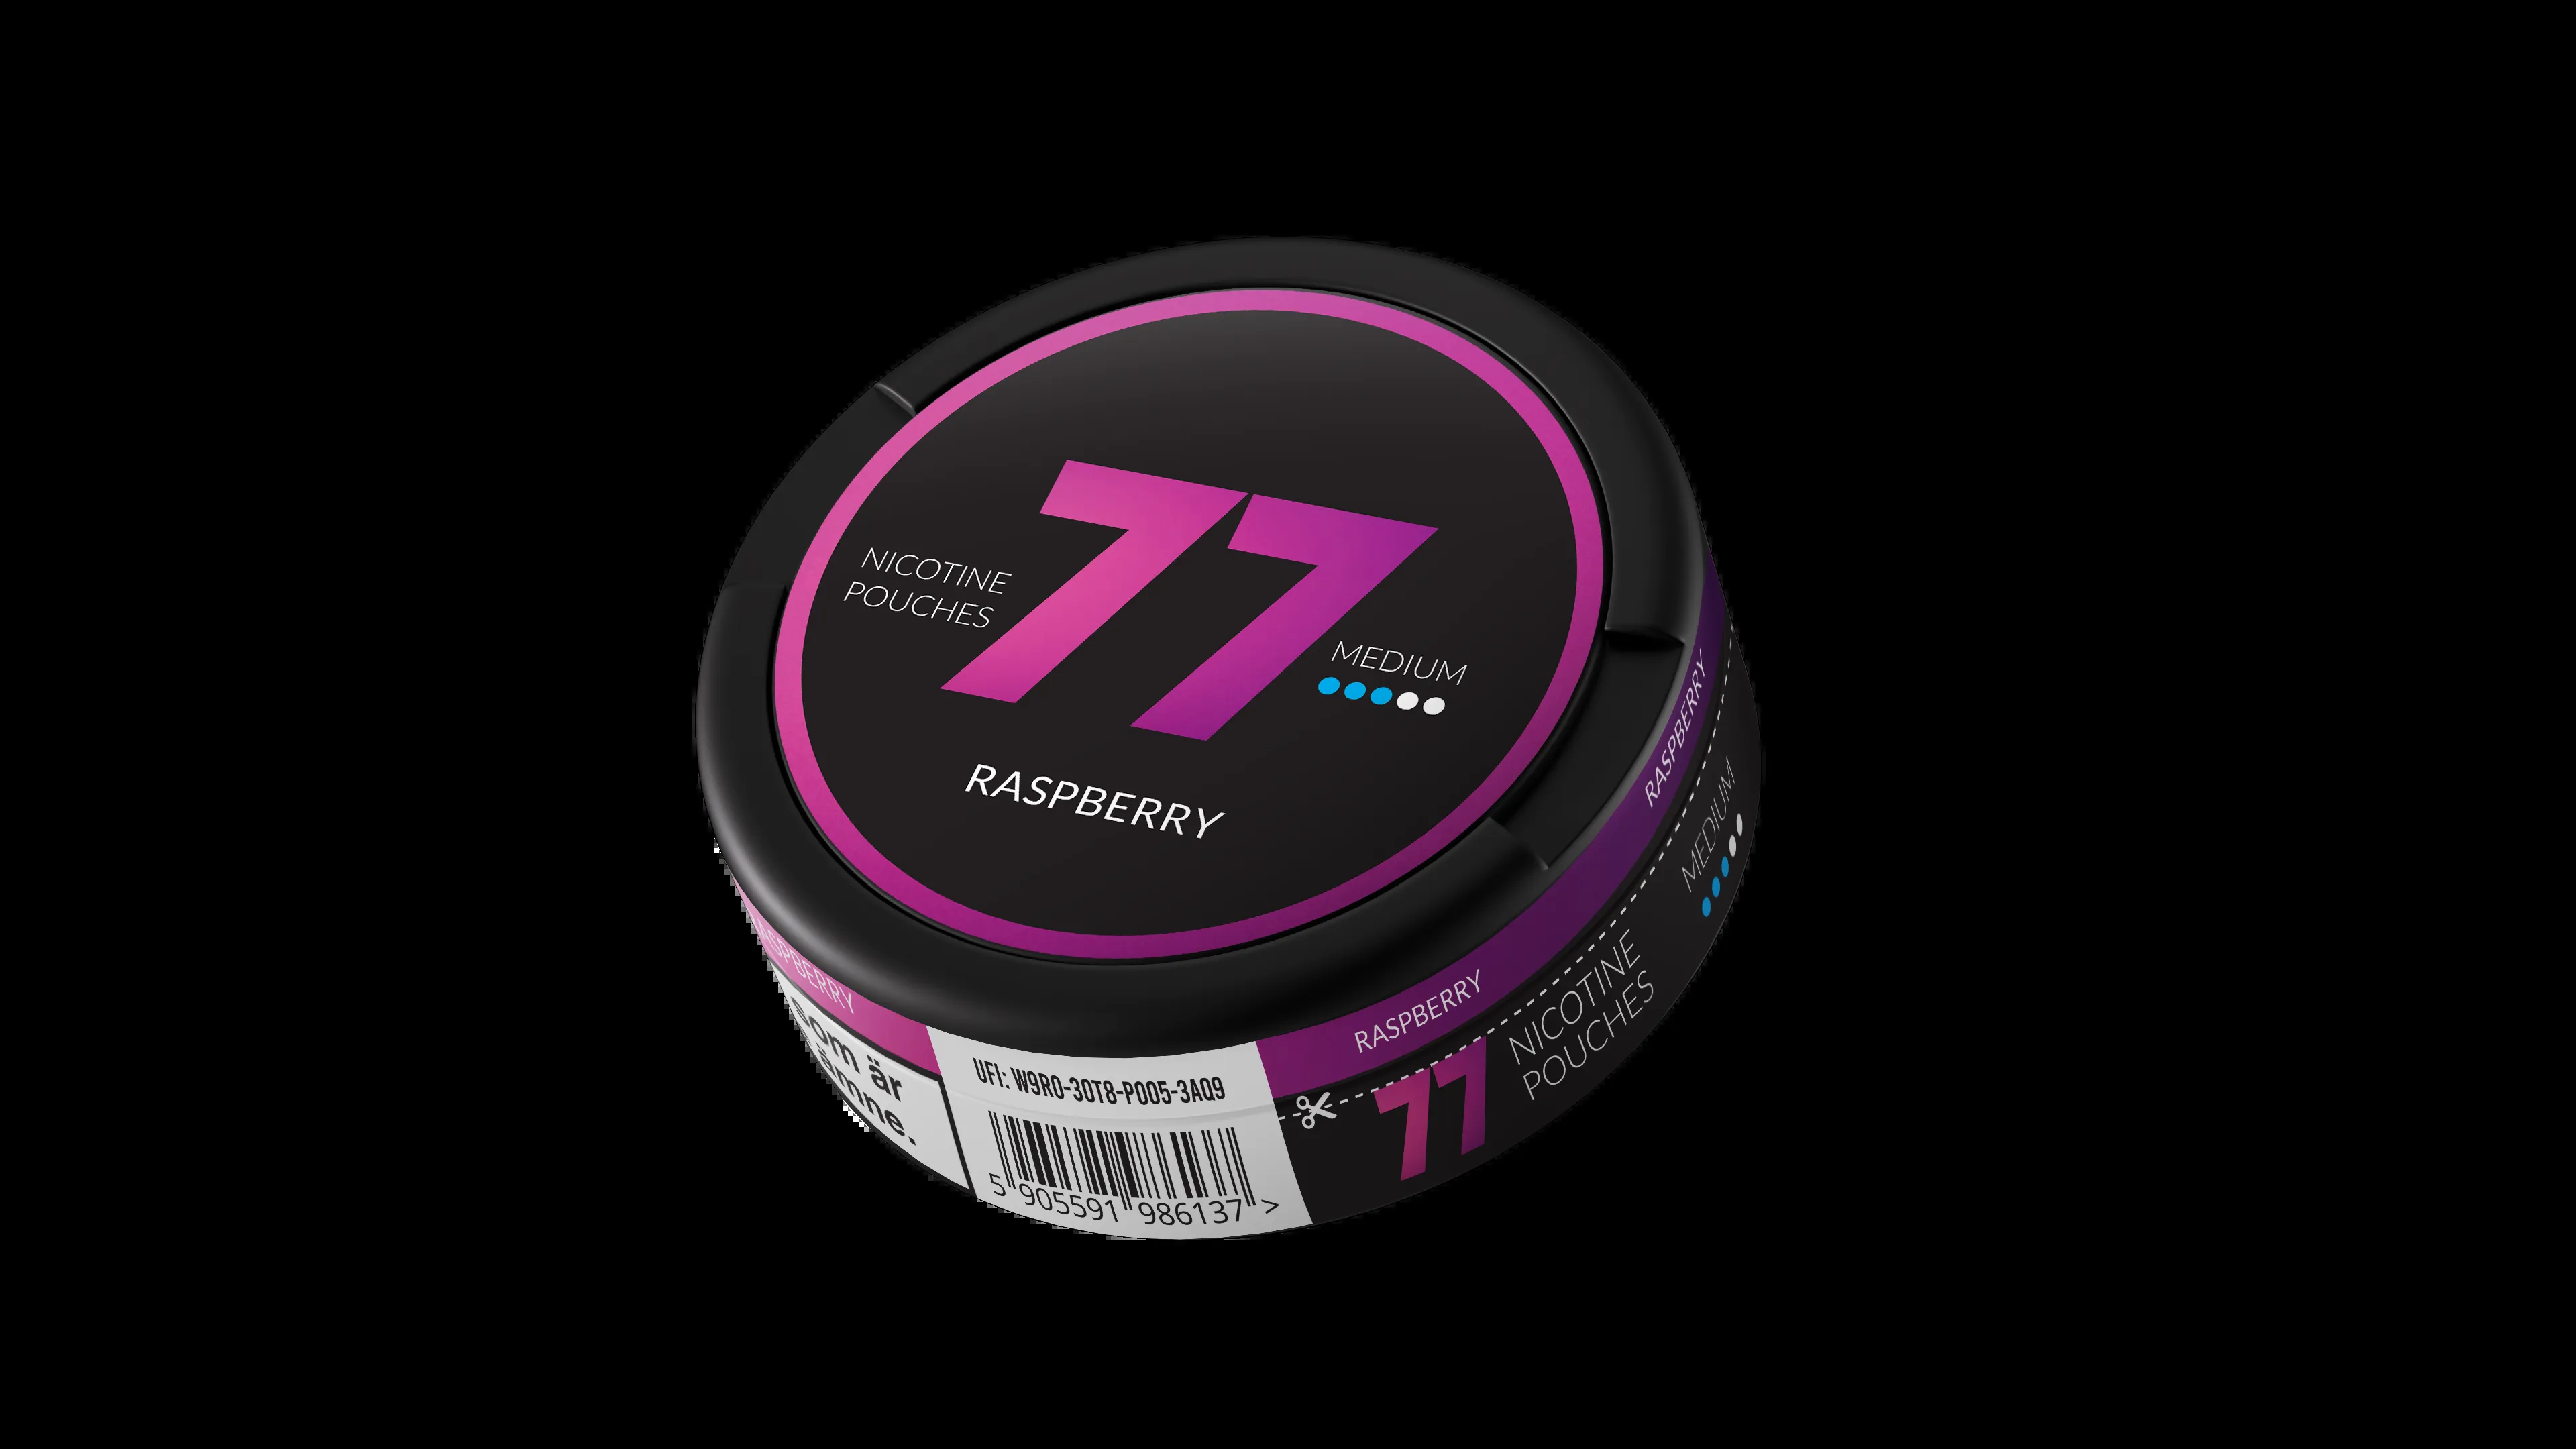 77
NICOTINE
POUCHES
MEDIUM
RASPBERRY
RASPBERRY
RASPBERRY
MEDIUM
NICOTINE
POUCHES
77
UFI: W9R0-30T8-P005-3AQ9
5 905591 986137 >
som är